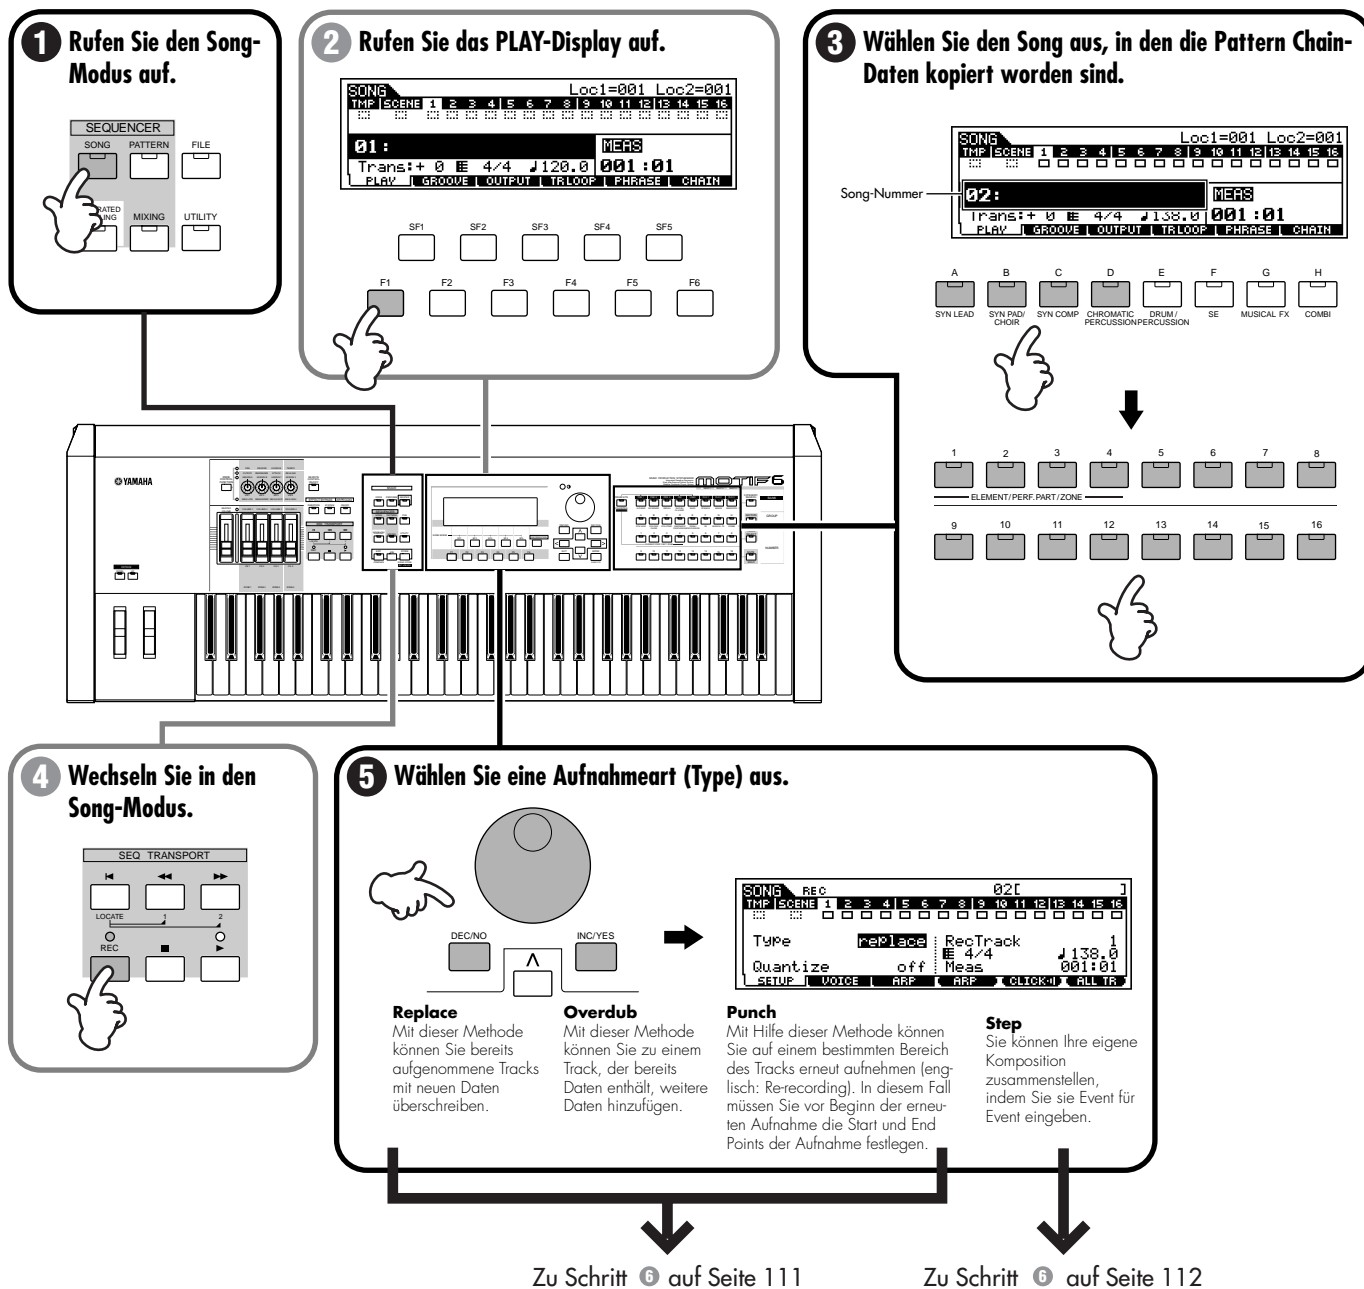 1 Rufen Sie den Song-
Modus auf.
SEQUENCER
SONG PATTERN FILE
MIXING UTILITY
2 Rufen Sie das PLAY-Display auf.
SONG Loc1=001 Loc2=001
TMP SCENE 1 2 3 4 5 6 7 8 9 10 11 12 13 14 15 16
01:
MEAS
Trans:+ 0 4/4 120.0 001:01
PLAY GROOVE OUTPUT TRLOOP PHRASE CHAIN
SF1 SF2 SF3 SF4 SF5
F1 F2 F3 F4 F5 F6
3 Wählen Sie den Song aus, in den die Pattern Chain-
Daten kopiert worden sind.
SONG Loc1=001 Loc2=001
TMP SCENE 1 2 3 4 5 6 7 8 9 10 11 12 13 14 15 16
Song-Nummer
02:
MEAS
Trans:+ 0 4/4 138.0 001:01
PLAY GROOVE OUTPUT TRLOOP PHRASE CHAIN
A B C D E F G H
SYN LEAD SYN PAD/ SYN COMP CHROMATIC DRUM / SE MUSICAL FX COMBI
CHOIR PERCUSSION PERCUSSION
1 2 3 4 5 6 7 8
ELEMENT/PERF. PART/ZONE
9 10 11 12 13 14 15 16
YAMAHA
MOTIF6
4 Wechseln Sie in den
Song-Modus.
SEQ TRANSPORT
LOCATE 1 2
REC
5 Wählen Sie eine Aufnahmeart (Type) aus.
DEC/NO INC/YES
SONG REC 02[ ]
TMP SCENE 1 2 3 4 5 6 7 8 9 10 11 12 13 14 15 16
Type replace RecTrack 1
4/4 138.0
Quantize off Meas 001:01
SETUP VOICE ARP ARP CLICK ALL TR
Replace
Mit dieser Methode
können Sie bereits
aufgenommene Tracks
mit neuen Daten
überschreiben.
Overdub
Mit dieser Methode
können Sie zu einem
Track, der bereits
Daten enthält, weitere
Daten hinzufügen.
Punch
Mit Hilfe dieser Methode können
Sie auf einem bestimmten Bereich
des Tracks erneut aufnehmen (eng-
lisch: Re-recording). In diesem Fall
müssen Sie vor Beginn der erneu-
ten Aufnahme die Start und End
Points der Aufnahme festlegen.
Step
Sie können Ihre eigene
Komposition
zusammenstellen,
indem Sie sie Event für
Event eingeben.
Zu Schritt 6 auf Seite 111
Zu Schritt 6 auf Seite 112